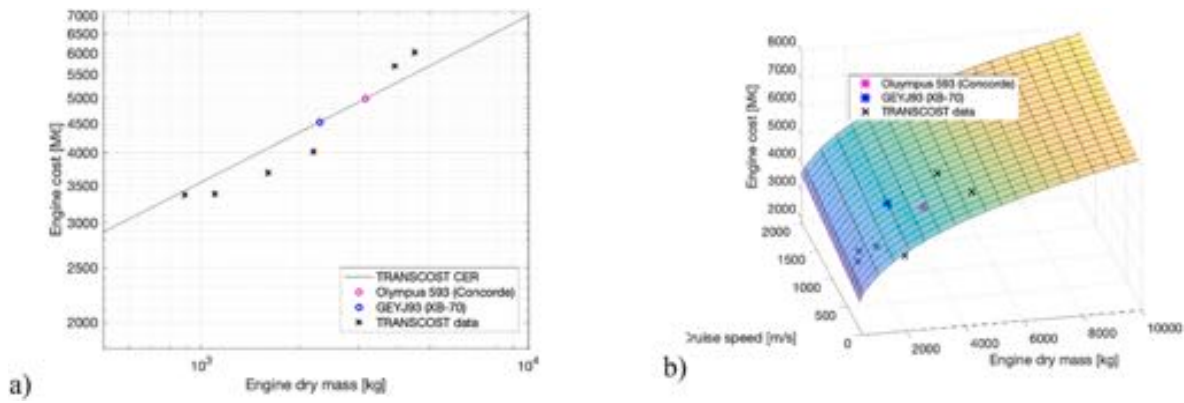 7000
6000
5500
5000
4500
4000
3500
3000
2500
2000
Engine cost [M€]
TRANSCOST CER
Olympus 593 (Concorde)
GEYJ93 (XB-70)
TRANSCOST data
10³
10⁴
Engine dry mass [kg]
a)
8000
7000
6000
5000
4000
3000
2000
Engine cost [M€]
Oluympus 593 (Concorde)
GEYJ93 (XB-70)
TRANSCOST data
2000
1500
1000
500
0
Cruise speed [m/s]
2000
4000
6000
8000
10000
Engine dry mass [kg]
b)